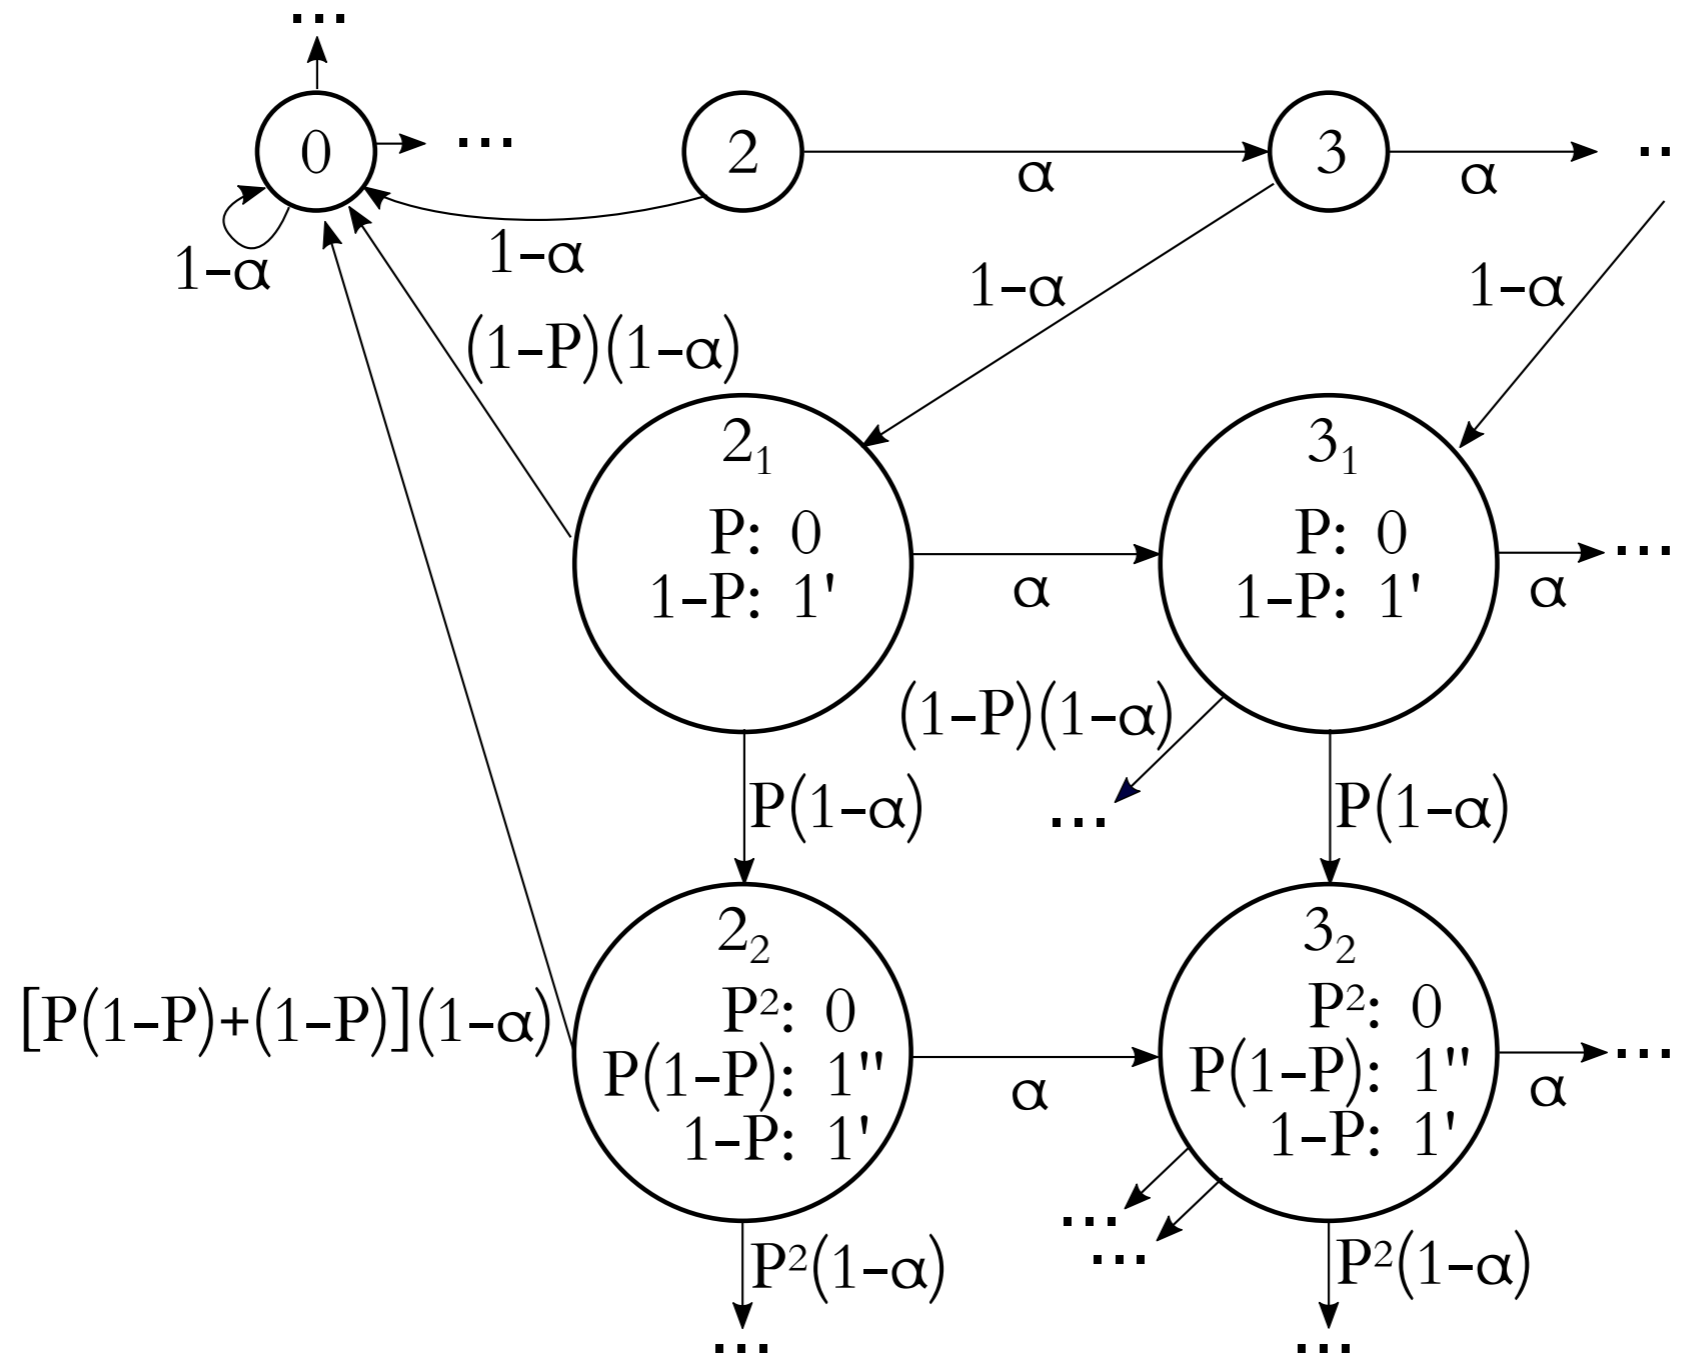 ...
0
...
2
α
3
α
..
1-α
1-α
1-α
1-α
(1-P)(1-α)
2₁
P: 0
1-P: 1'
α
3₁
P: 0
1-P: 1'
α
...
(1-P)(1-α)
...
P(1-α)
P(1-α)
[P(1-P)+(1-P)](1-α)
2₂
P²: 0
P(1-P): 1''
1-P: 1'
α
3₂
P²: 0
P(1-P): 1''
1-P: 1'
α
...
...
...
P²(1-α)
P²(1-α)
...
...